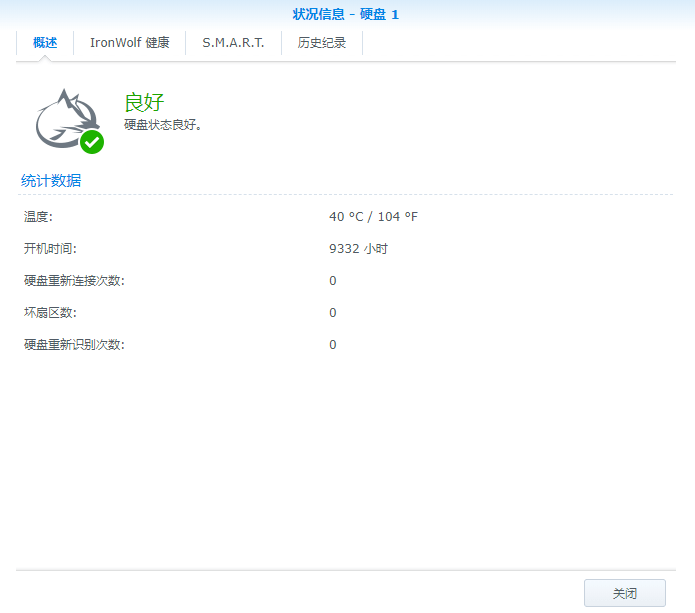 状况信息 - 硬盘 1
概述 IronWolf 健康 S.M.A.R.T. 历史纪录
良好
硬盘状态良好。
统计数据
温度: 40 °C / 104 °F
开机时间: 9332 小时
硬盘重新连接次数: 0
坏扇区数: 0
硬盘重新识别次数: 0
关闭